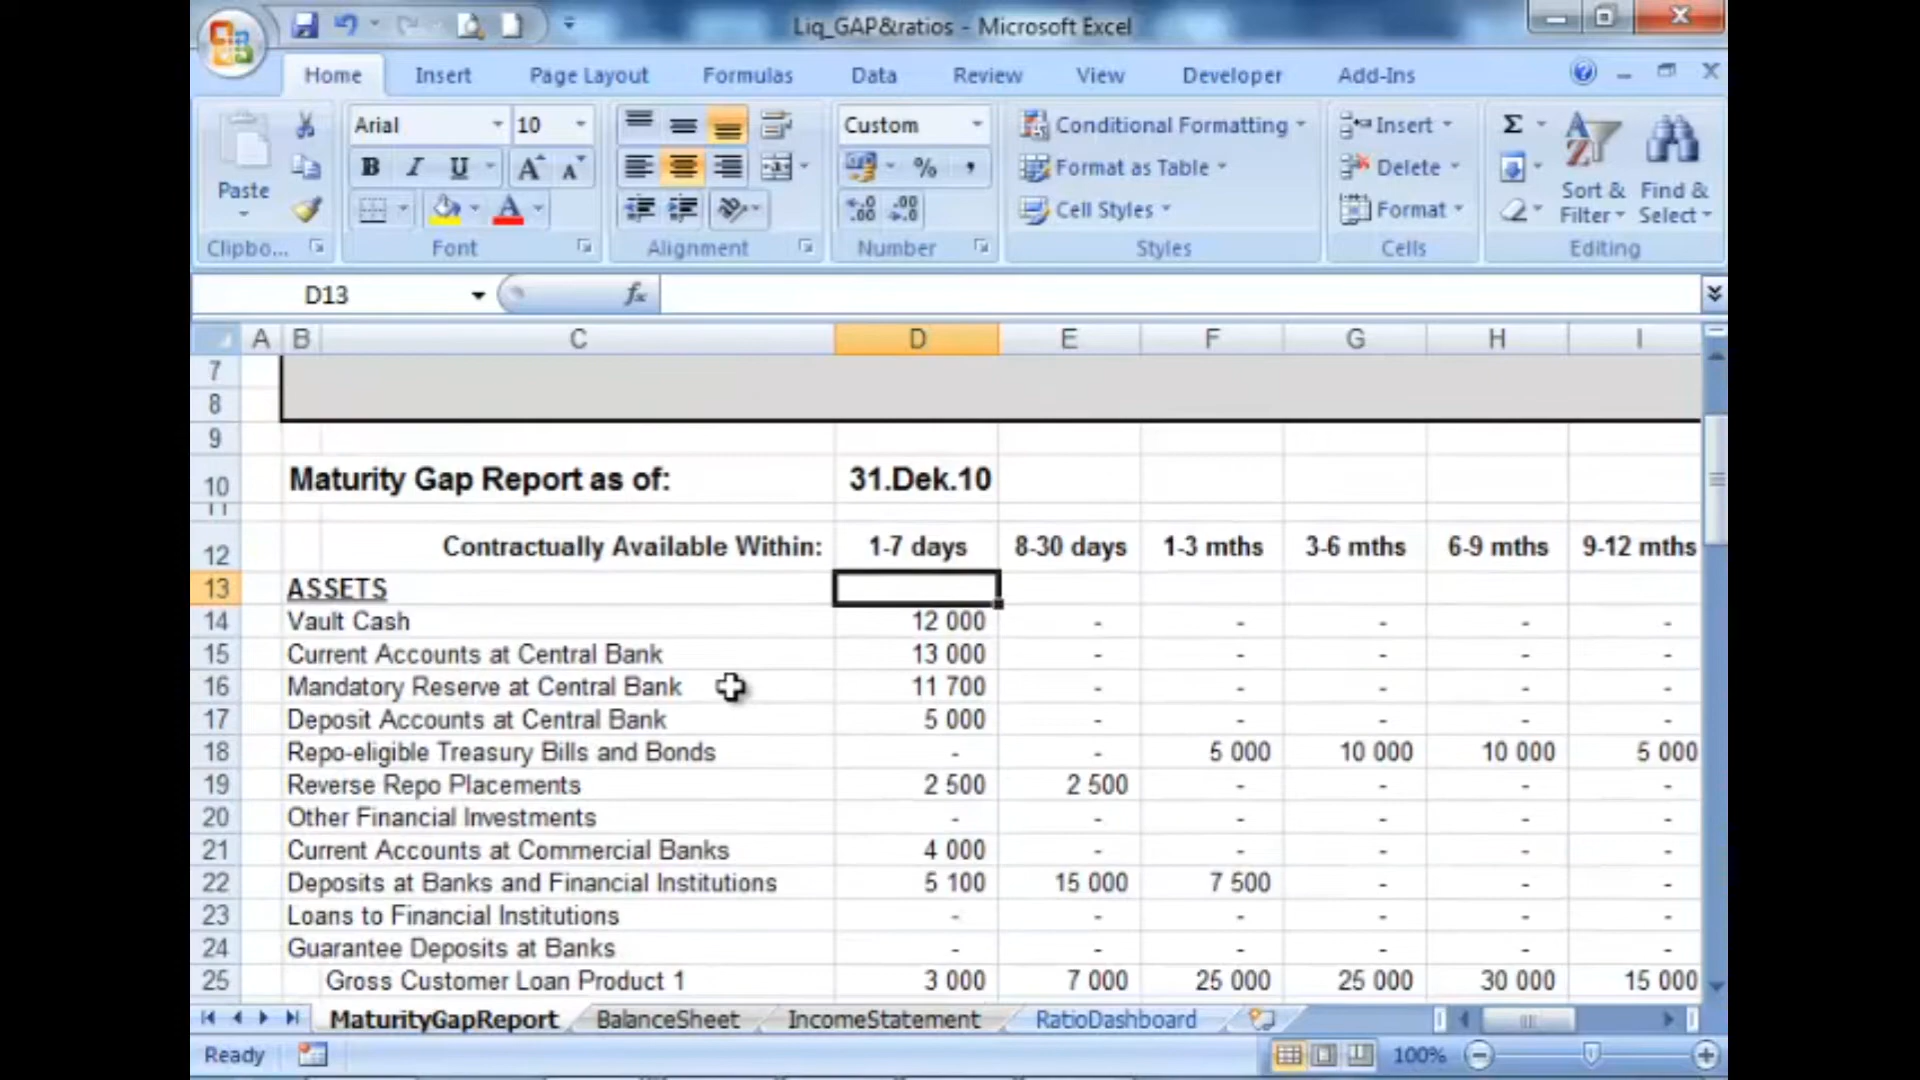 Liq_GAP&ratios - Microsoft Excel
Home Insert Page Layout Formulas Data Review View Developer Add-Ins
Arial 10 Custom Conditional Formatting Insert Σ
Paste B I U A A % , Format as Table Delete Sort & Filter Find & Select
A Cell Styles Format
Clipbo... Font Alignment Number Styles Cells Editing
D13 fx
A B C D E F G H I
7
8
9
10 Maturity Gap Report as of: 31.Dek.10
11
12 Contractually Available Within: 1-7 days 8-30 days 1-3 mths 3-6 mths 6-9 mths 9-12 mths
13 ASSETS
14 Vault Cash 12 000 - - - - -
15 Current Accounts at Central Bank 13 000 - - - - -
16 Mandatory Reserve at Central Bank 11 700 - - - - -
17 Deposit Accounts at Central Bank 5 000 - - - - -
18 Repo-eligible Treasury Bills and Bonds - - 5 000 10 000 10 000 5 000
19 Reverse Repo Placements 2 500 2 500 - - - -
20 Other Financial Investments - - - - - -
21 Current Accounts at Commercial Banks 4 000 - - - - -
22 Deposits at Banks and Financial Institutions 5 100 15 000 7 500 - - -
23 Loans to Financial Institutions - - - - - -
24 Guarantee Deposits at Banks - - - - - -
25 Gross Customer Loan Product 1 3 000 7 000 25 000 25 000 30 000 15 000
MaturityGapReport BalanceSheet IncomeStatement RatioDashboard
Ready 100%